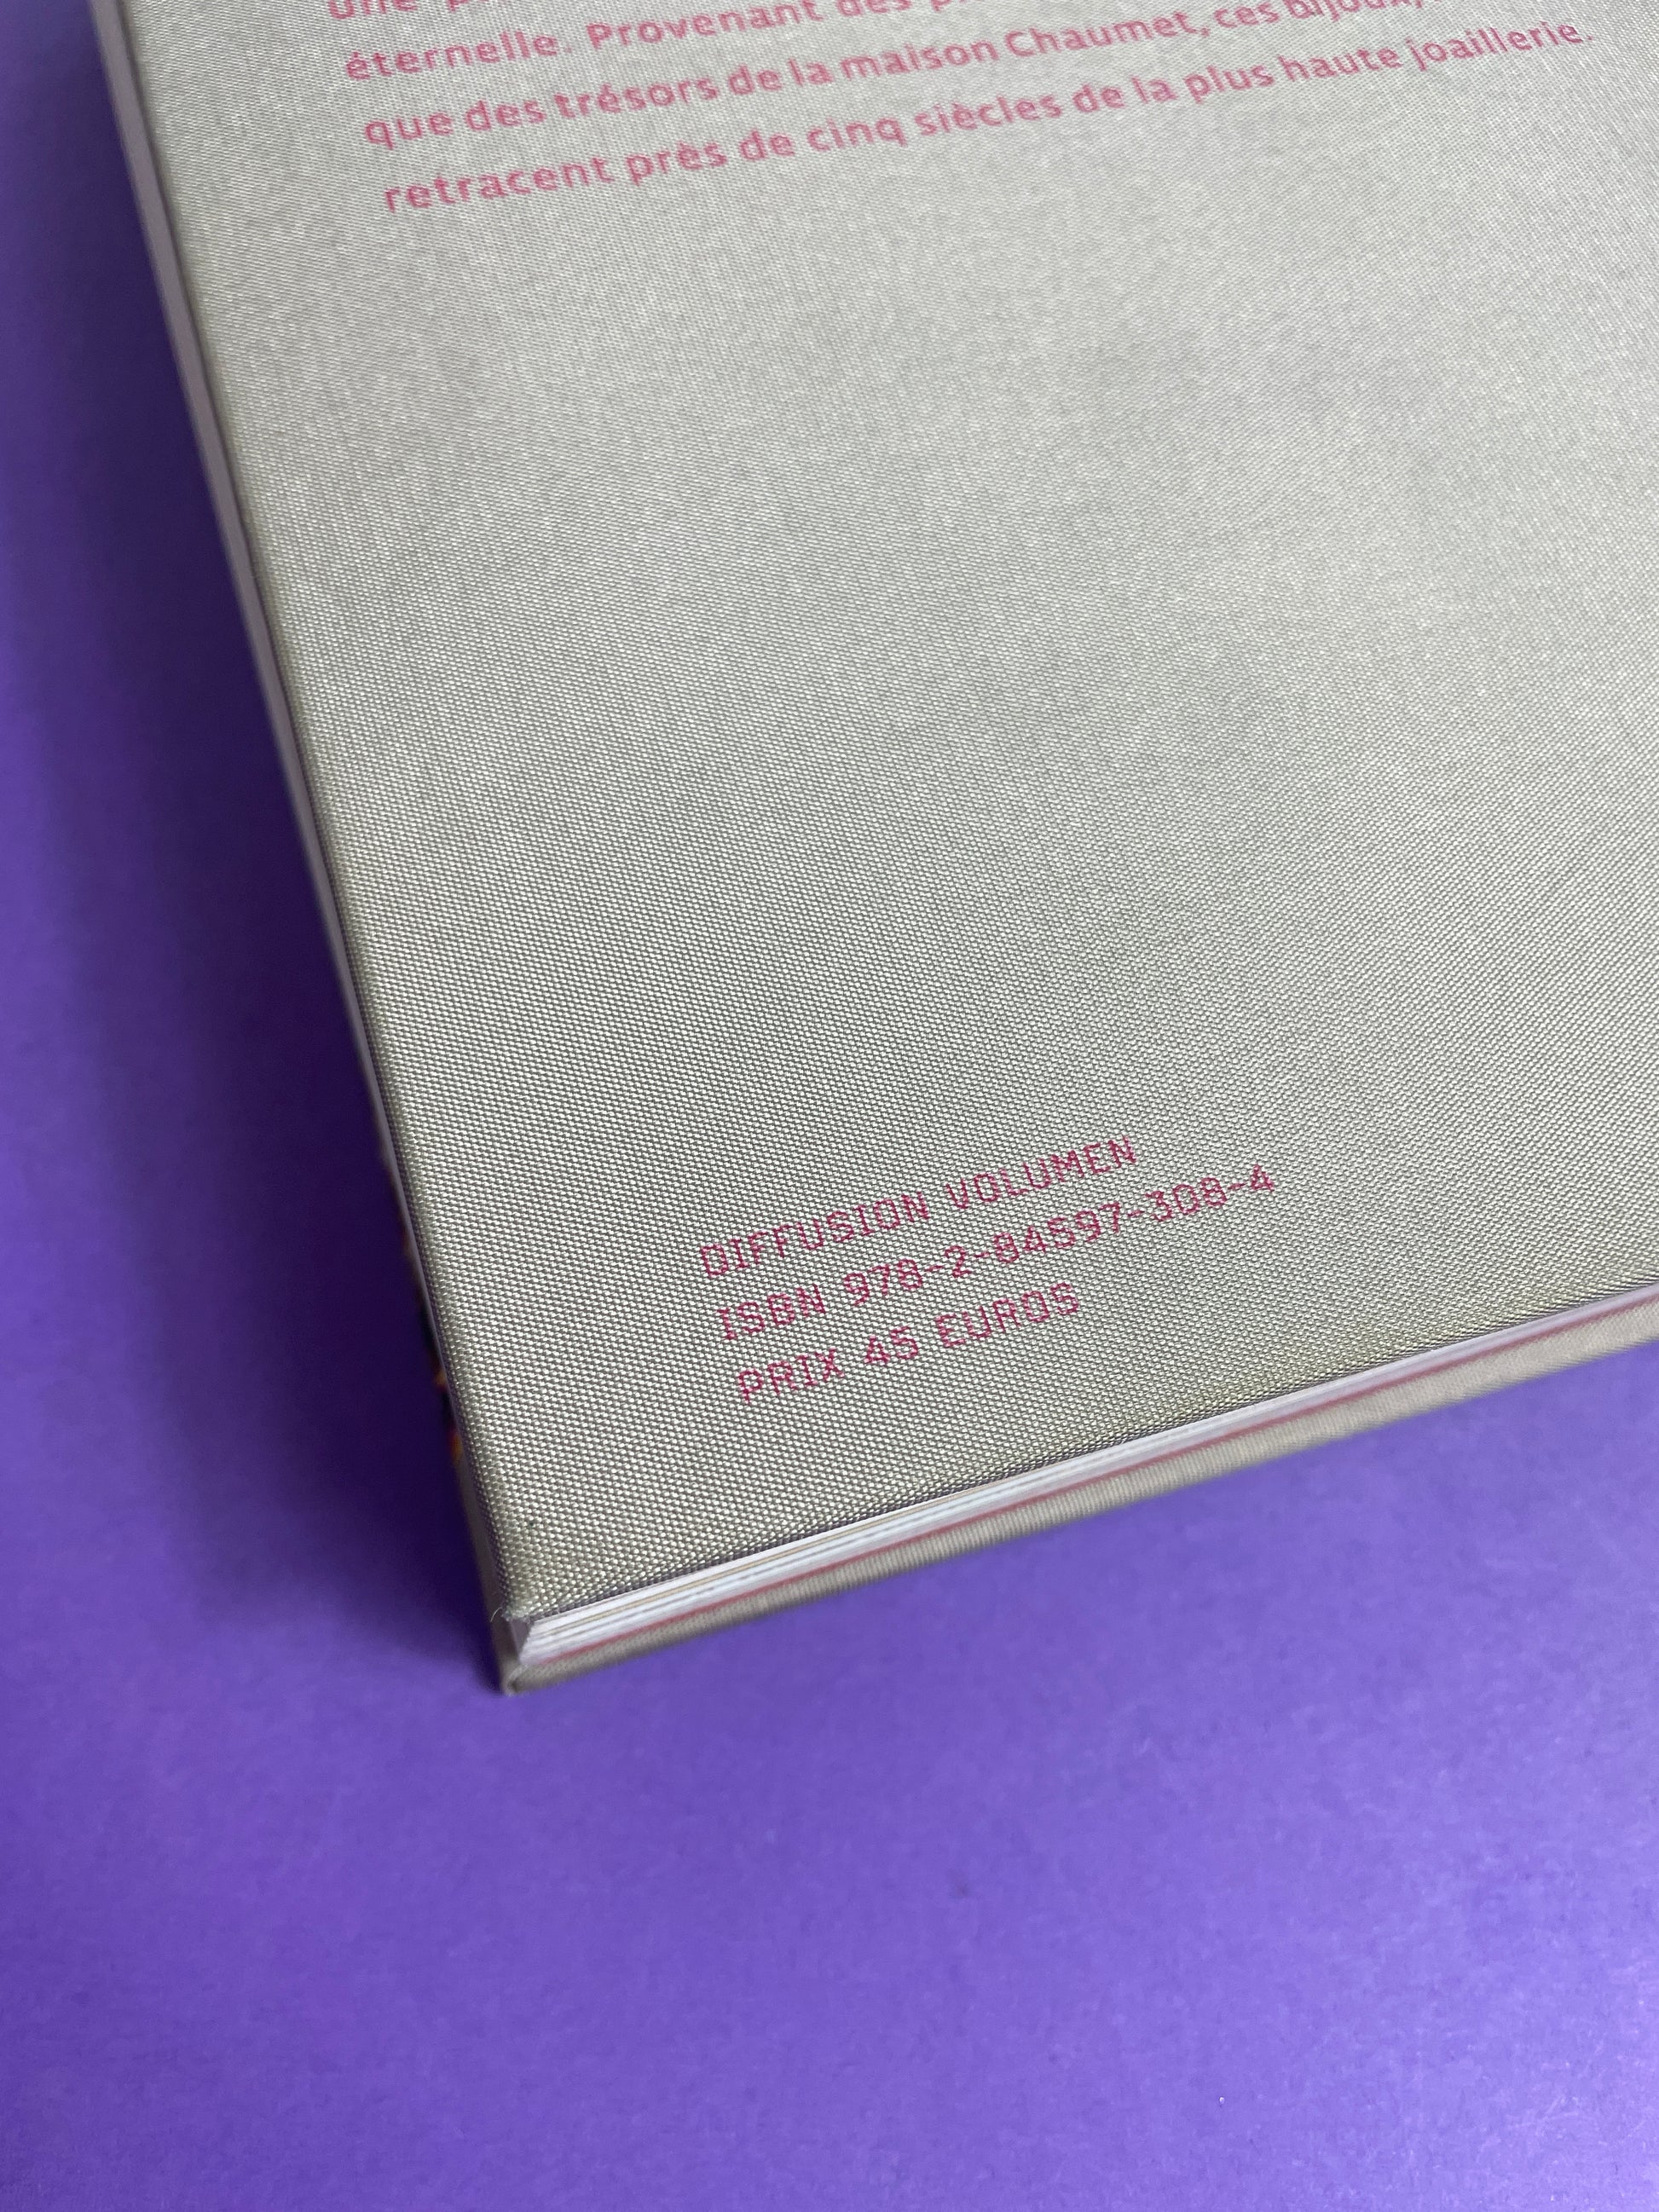 une
éternelle. Provenant des
que des trésors de la maison Chaumet, ces bijoux,
retracent près de cinq siècles de la plus haute joaillerie.
DIFFUSION VOLUMEN
ISBN 978-2-84597-308-4
PRIX 45 EUROS